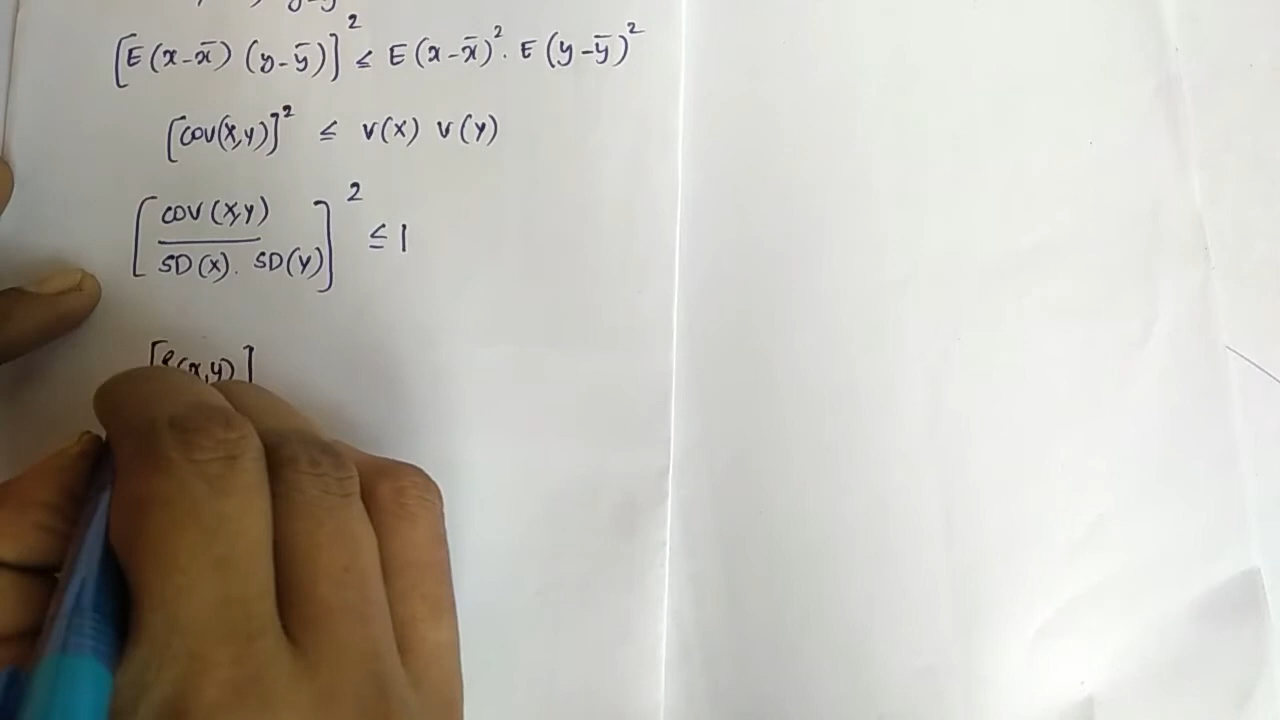 [E(x-x̄) (y-ȳ)]² ≤ E(x-x̄)². E(y-ȳ)²
[cov(X,Y)]² ≤ V(X) V(Y)
[cov(X,Y) / SD(X). SD(Y)]² ≤ 1
[ρ(x,y)]